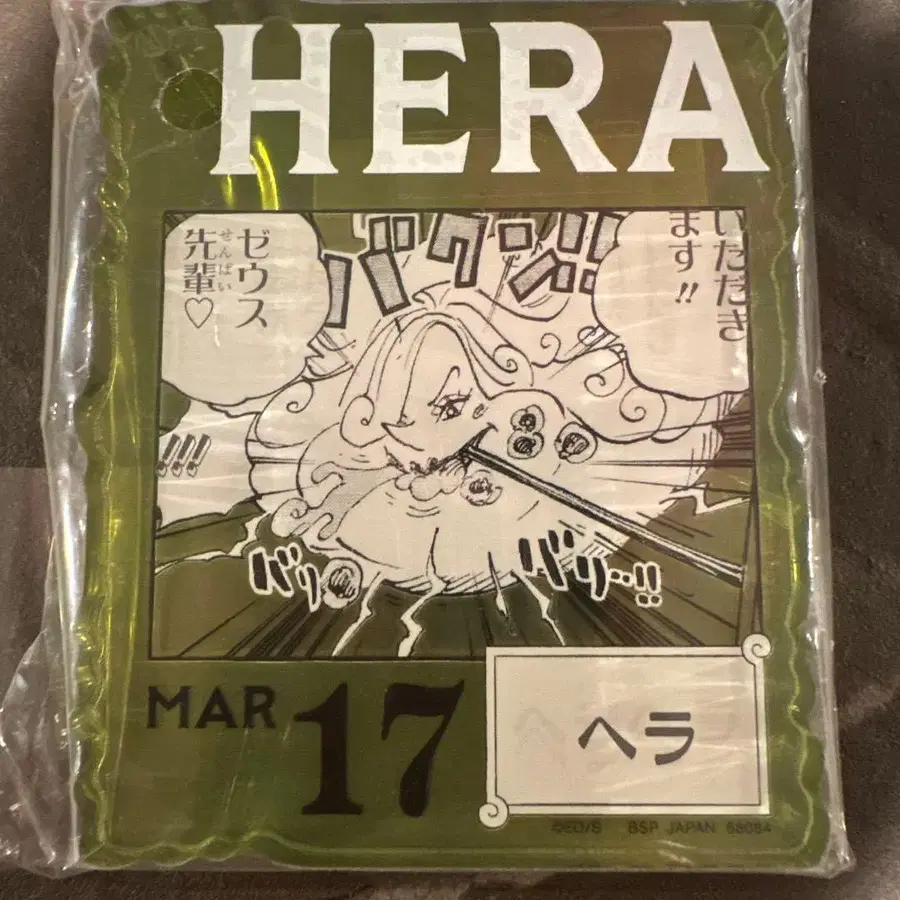 HERA
いただき
ます!!
バクン!!
ゼウス
せんぱい
先輩♡
!!!
バリ
バリ…!!
MAR 17
ヘラ
©EO/S BSP JAPAN 68084